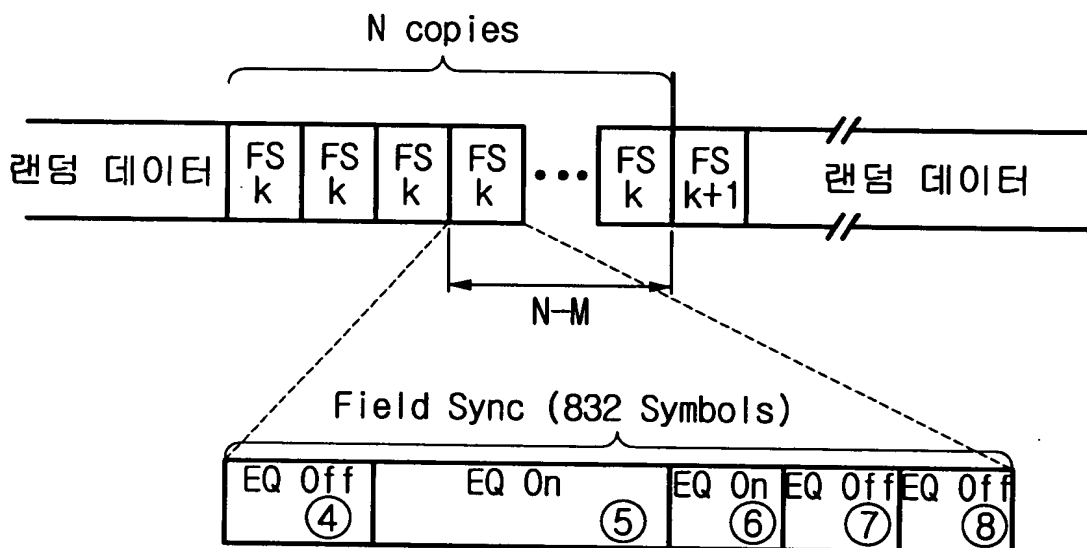 N copies
랜덤 데이터 FS k FS k FS k FS k ••• FS k FS k+1 랜덤 데이터
N-M
Field Sync (832 Symbols)
EQ Off ④ EQ On ⑤ EQ On ⑥ EQ Off ⑦ EQ Off ⑧